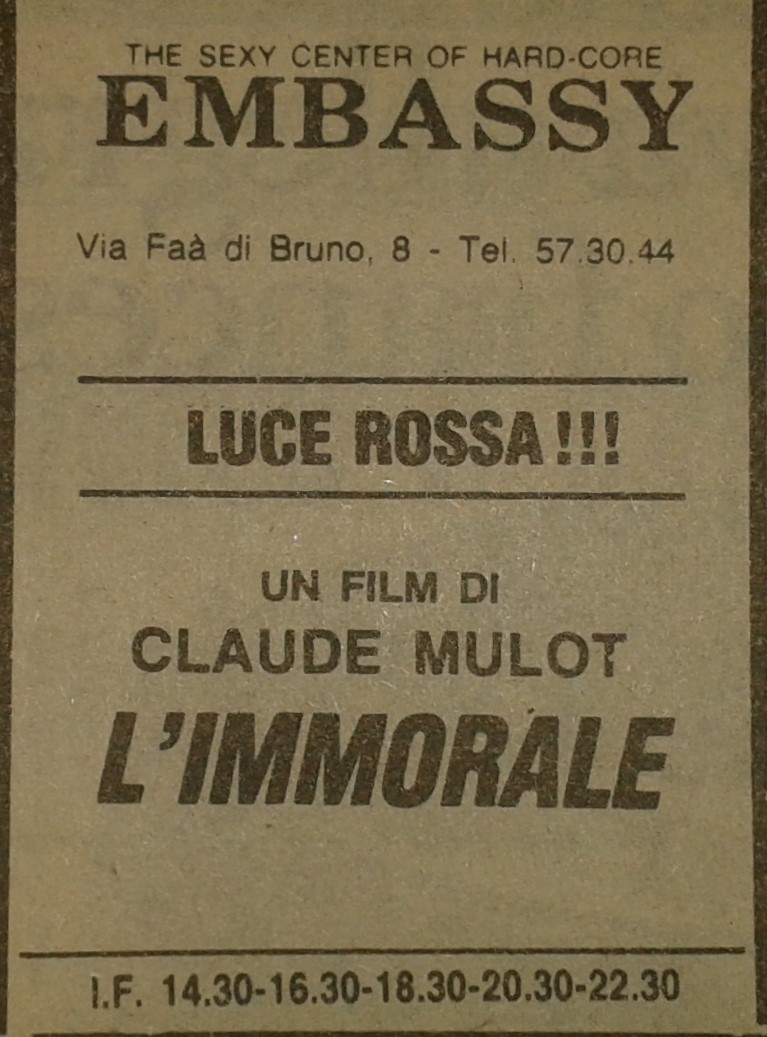 THE SEXY CENTER OF HARD-CORE
EMBASSY
Via Faà di Bruno, 8 - Tel. 57.30.44
LUCE ROSSA!!!
UN FILM DI
CLAUDE MULOT
L'IMMORALE
I.F. 14.30-16.30-18.30-20.30-22.30